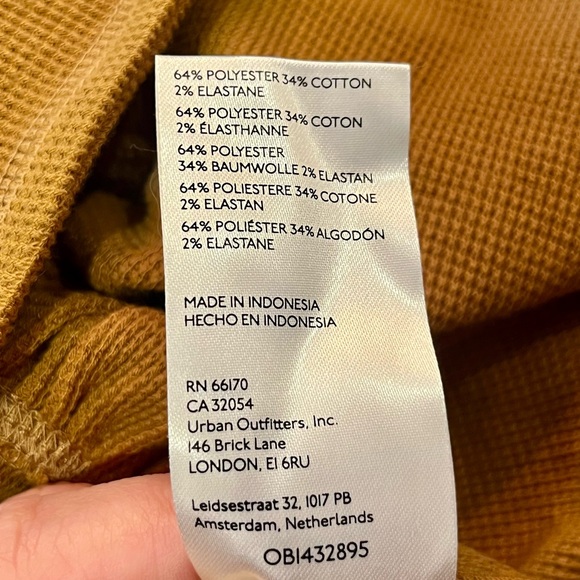 64% POLYESTER 34% COTTON
2% ELASTANE
64% POLYESTER 34% COTON
2% ÉLASTHANNE
64% POLYESTER
34% BAUMWOLLE 2% ELASTAN
64% POLIESTERE 34% COTONE
2% ELASTAN
64% POLIÉSTER 34% ALGODÓN
2% ELASTANE
MADE IN INDONESIA
HECHO EN INDONESIA
RN 66170
CA 32054
Urban Outfitters, Inc.
146 Brick Lane
LONDON, E1 6RU
Leidsestraat 32, 1017 PB
Amsterdam, Netherlands
OB1432895